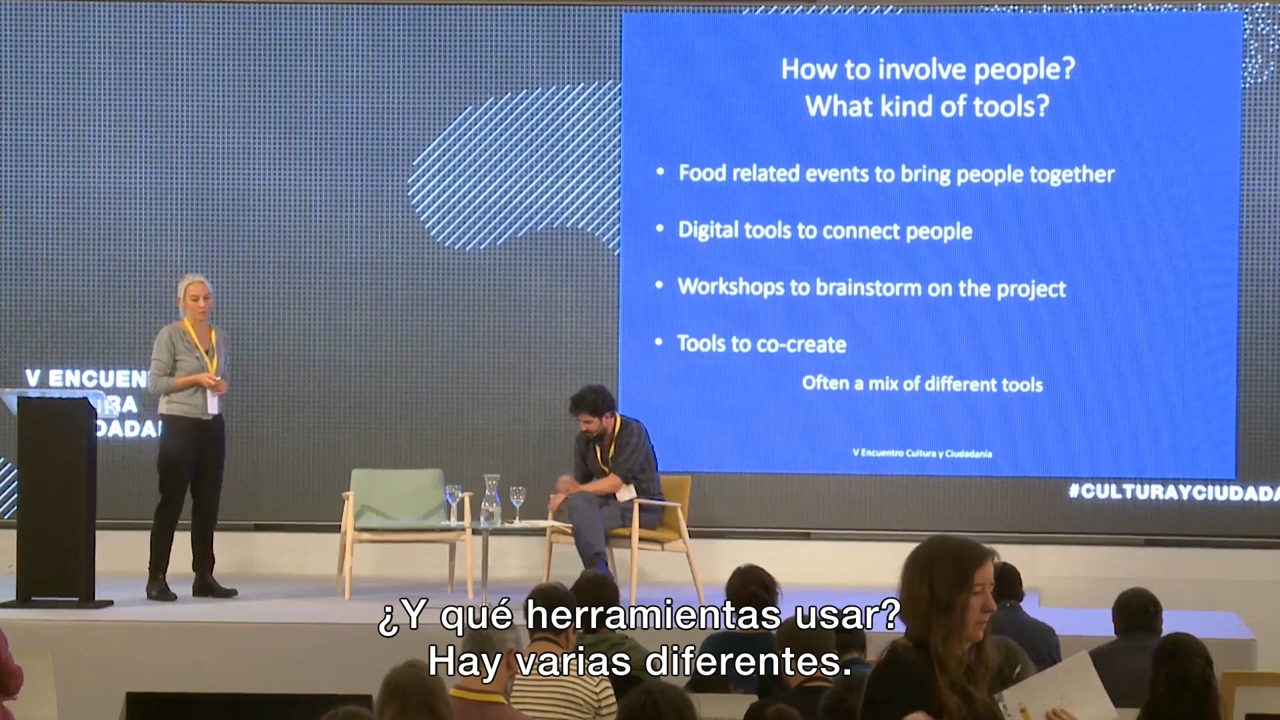 How to involve people?
What kind of tools?
• Food related events to bring people together
• Digital tools to connect people
• Workshops to brainstorm on the project
• Tools to co-create
Often a mix of different tools
V Encuentro Cultura y Ciudadanía
V ENCUEN
RA
DADA
#CULTURAYCIUDADA
¿Y qué herramientas usar?
Hay varias diferentes.